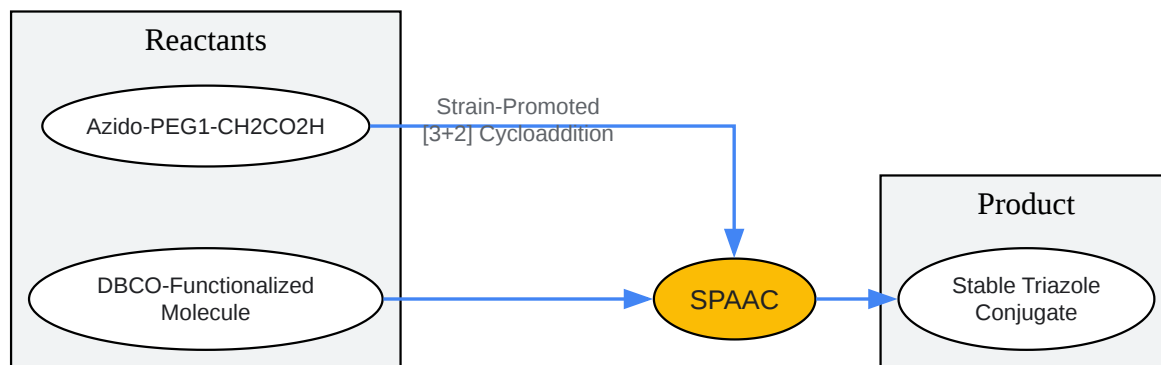 Reactants
Azido-PEG1-CH2CO2H
Strain-Promoted
[3+2] Cycloaddition
DBCO-Functionalized
Molecule
SPAAC
Product
Stable Triazole
Conjugate